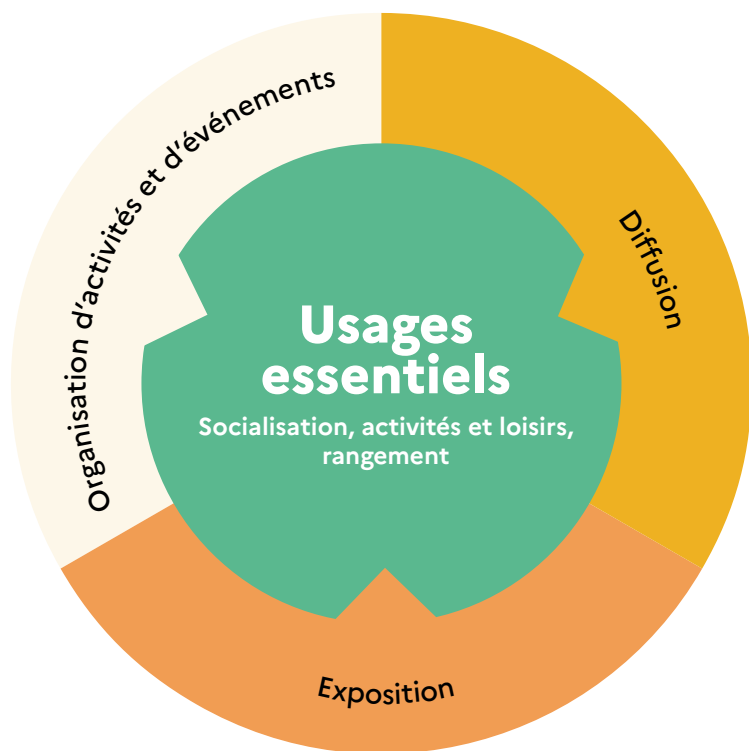 Organisation d'activités et d'événements
Diffusion
Usages
essentiels
Socialisation, activités et loisirs,
rangement
Exposition